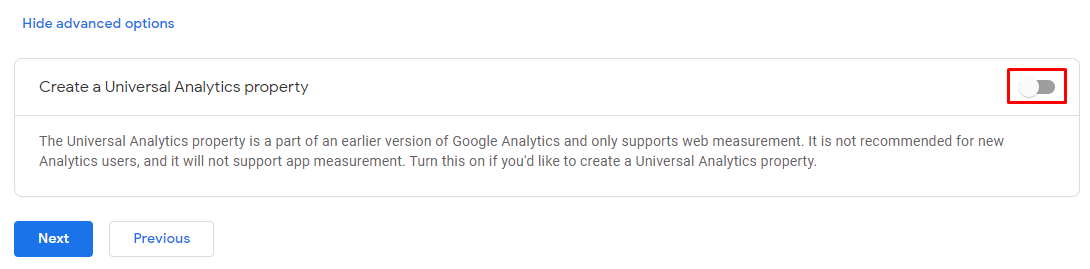 Hide advanced options
Create a Universal Analytics property
The Universal Analytics property is a part of an earlier version of Google Analytics and only supports web measurement. It is not recommended for new
Analytics users, and it will not support app measurement. Turn this on if you'd like to create a Universal Analytics property.
Next
Previous